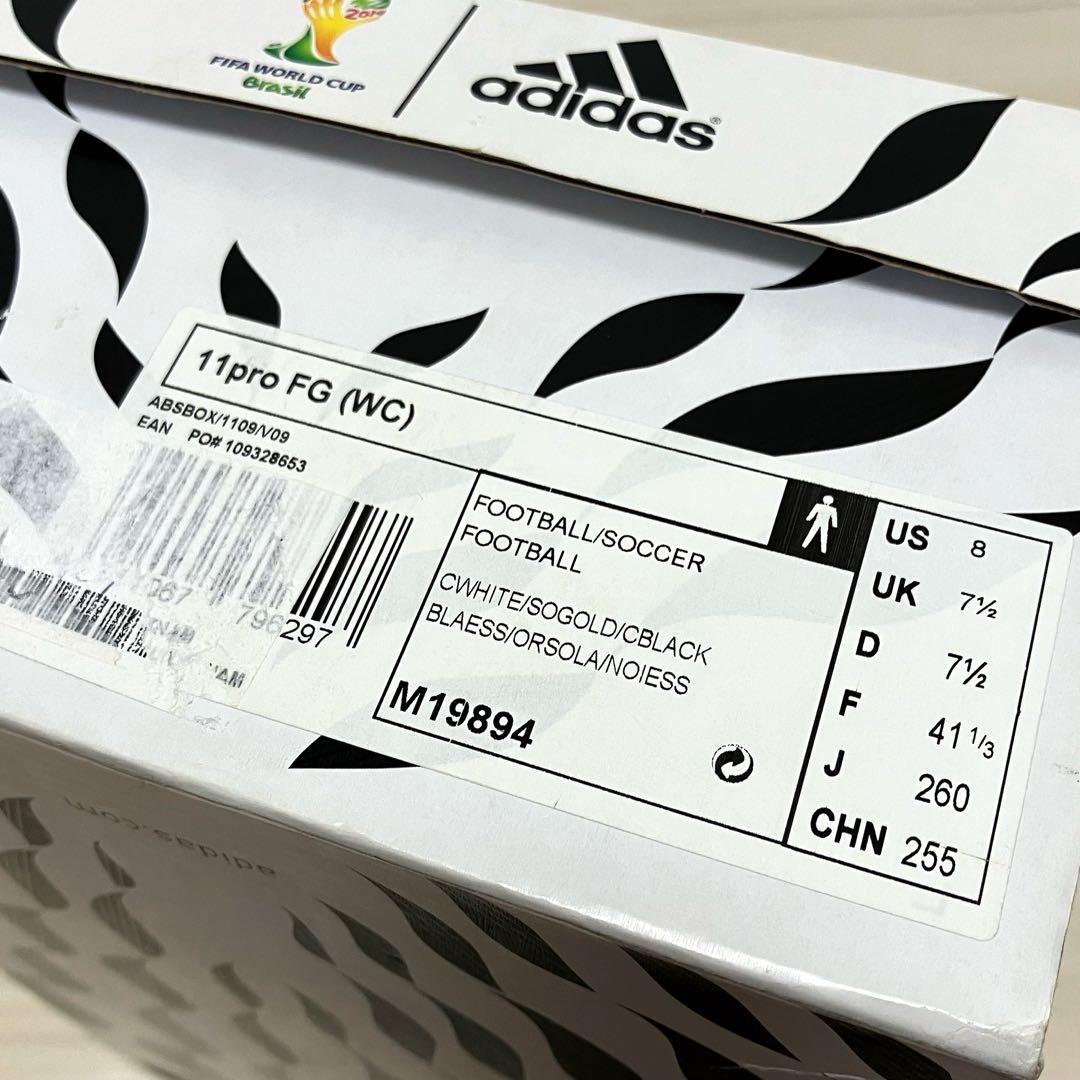 2014
FIFA WORLD CUP
Brasil
adidas®
11pro FG (WC)
ABSBOX/1109/V09
EAN PO# 109328653
796297
FOOTBALL/SOCCER
FOOTBALL
CWHITE/SOGOLD/CBLACK
BLAESS/ORSOLA/NOIESS
M19894
US 8
UK 7½
D 7½
F 41 1/3
J 260
CHN 255
adidas.com